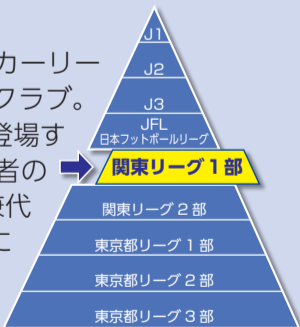 カーリー
クラブ。
登場す
者の
代
に
J1
J2
J3
JFL
日本フットボールリーグ
関東リーグ1部
関東リーグ2部
東京都リーグ1部
東京都リーグ2部
東京都リーグ3部